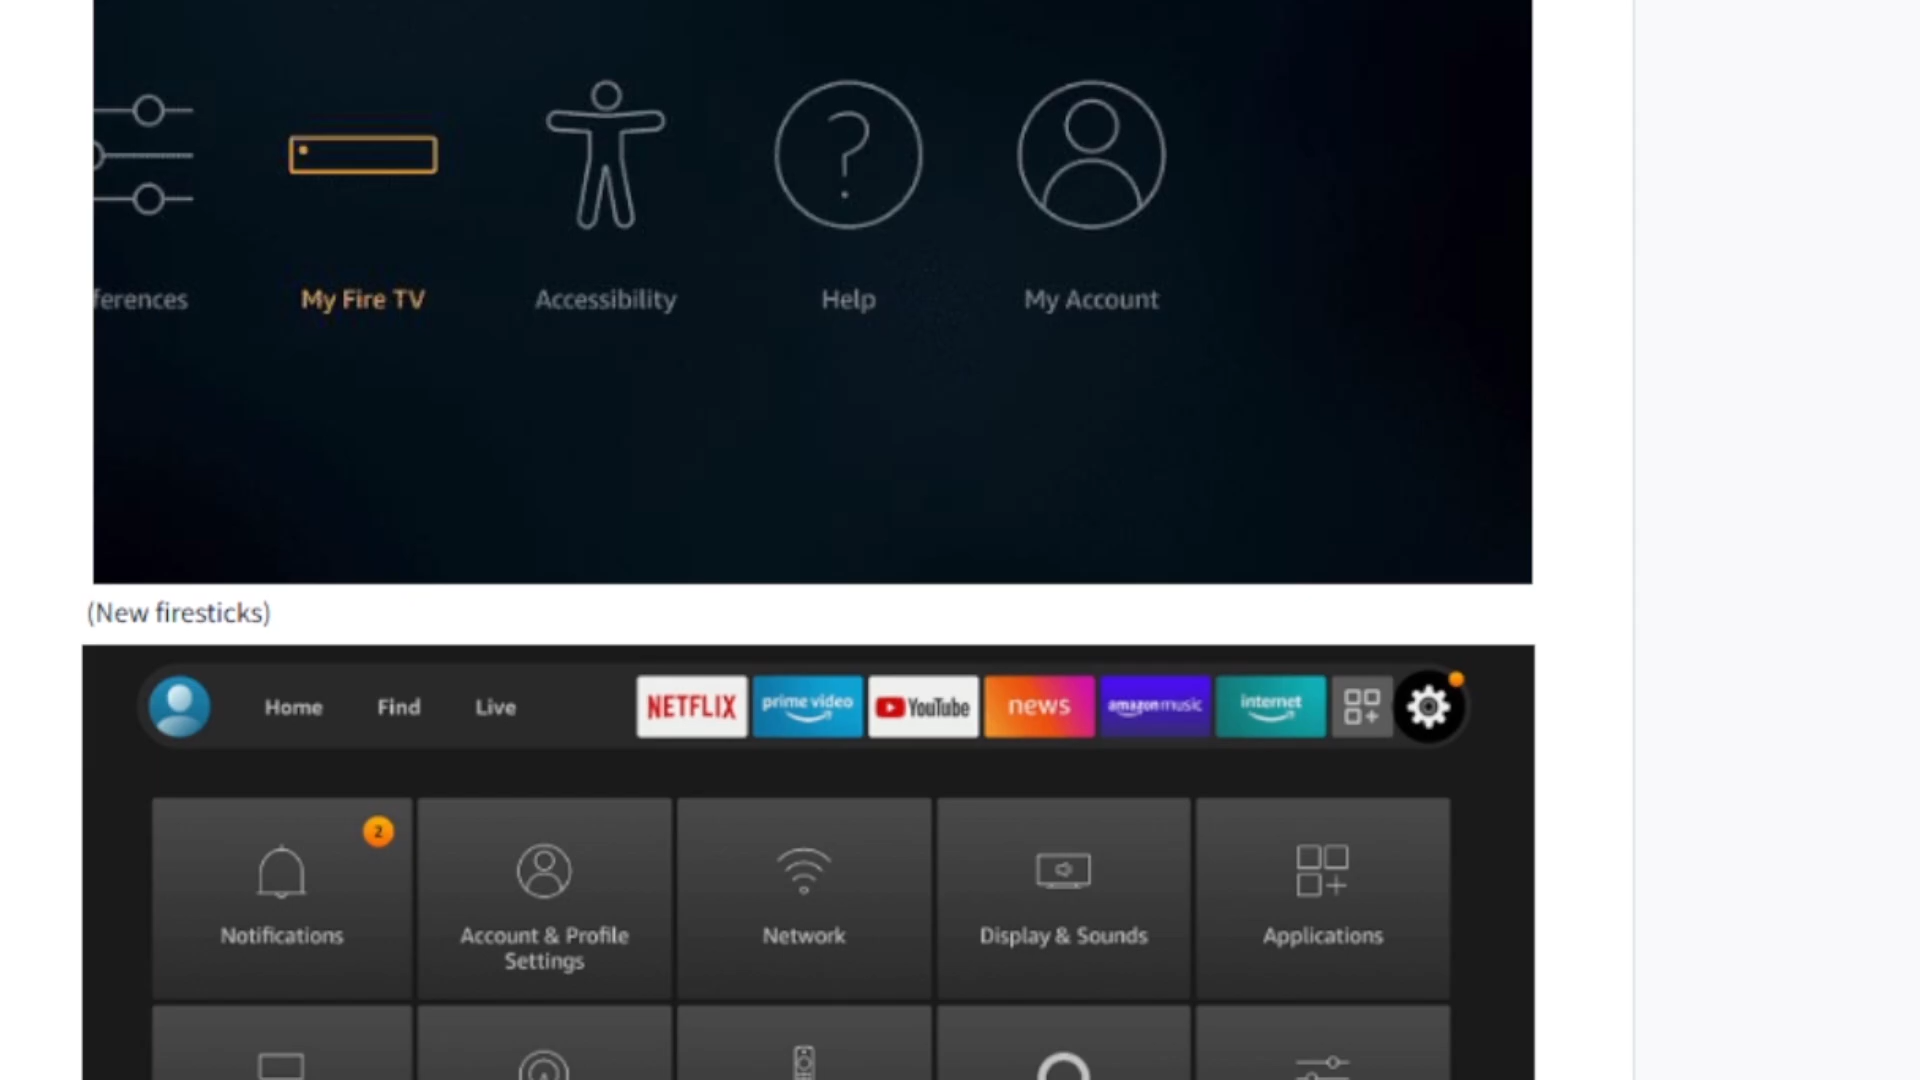 ferences
My Fire TV
Accessibility
Help
My Account
(New firesticks)
Home
Find
Live
NETFLIX
prime video
YouTube
news
amazon music
internet
2
Notifications
Account & Profile
Settings
Network
Display & Sounds
Applications